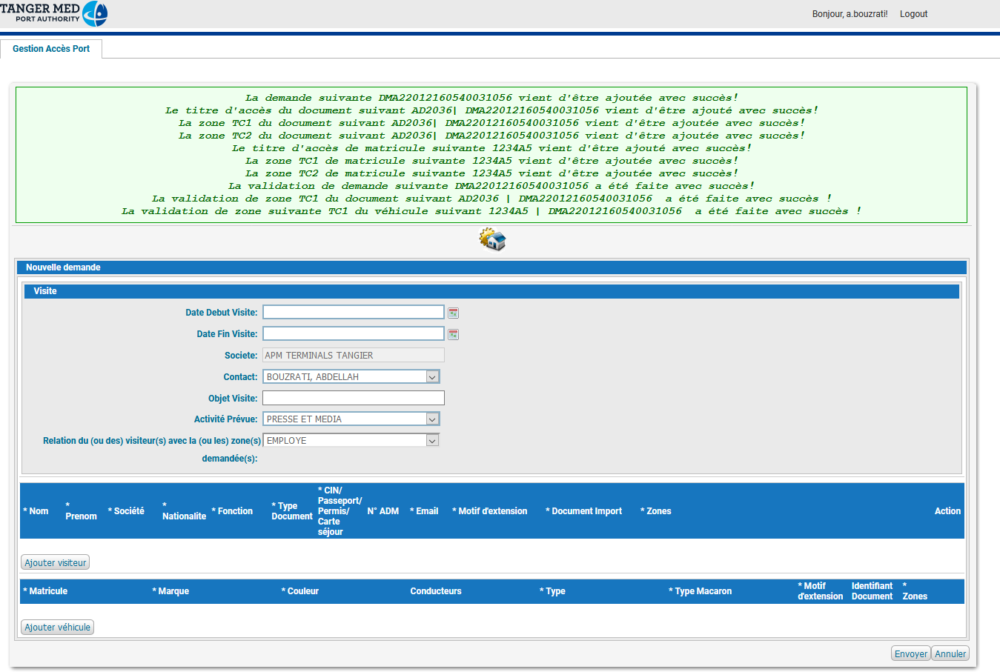 TANGER MED
PORT AUTHORITY
Bonjour, a.bouzrati! Logout
Gestion Accès Port
La demande suivante DMA22012160540031056 vient d'être ajoutée avec succès!
Le titre d'accès du document suivant AD2036| DMA22012160540031056 vient d'être ajouté avec succès!
La zone TC1 du document suivant AD2036| DMA22012160540031056 vient d'être ajoutée avec succès!
La zone TC2 du document suivant AD2036| DMA22012160540031056 vient d'être ajoutée avec succès!
Le titre d'accès de matricule suivante 1234A5 vient d'être ajouté avec succès!
La zone TC1 de matricule suivante 1234A5 vient d'être ajoutée avec succès!
La zone TC2 de matricule suivante 1234A5 vient d'être ajoutée avec succès!
La validation de demande suivante DMA22012160540031056 a été faite avec succès!
La validation de zone TC1 du document suivant AD2036 | DMA22012160540031056 a été faite avec succès !
La validation de zone suivante TC1 du véhicule suivant 1234A5 | DMA22012160540031056 a été faite avec succès !
Nouvelle demande
Visite
Date Debut Visite:
Date Fin Visite:
Societe: APM TERMINALS TANGIER
Contact: BOUZRATI, ABDELLAH
Objet Visite:
Activité Prévue: PRESSE ET MEDIA
Relation du (ou des) visiteur(s) avec la (ou les) zone(s) EMPLOYE
demandée(s):
* Nom
* Prenom
* Société
* Nationalite
* Fonction
* Type Document
* CIN/
Passeport/
Permis/
Carte
séjour
N° ADM
* Email
* Motif d'extension
* Document Import
* Zones
Action
Ajouter visiteur
* Matricule
* Marque
* Couleur
Conducteurs
* Type
* Type Macaron
* Motif d'extension
Identifiant Document
* Zones
Ajouter véhicule
Envoyer Annuler